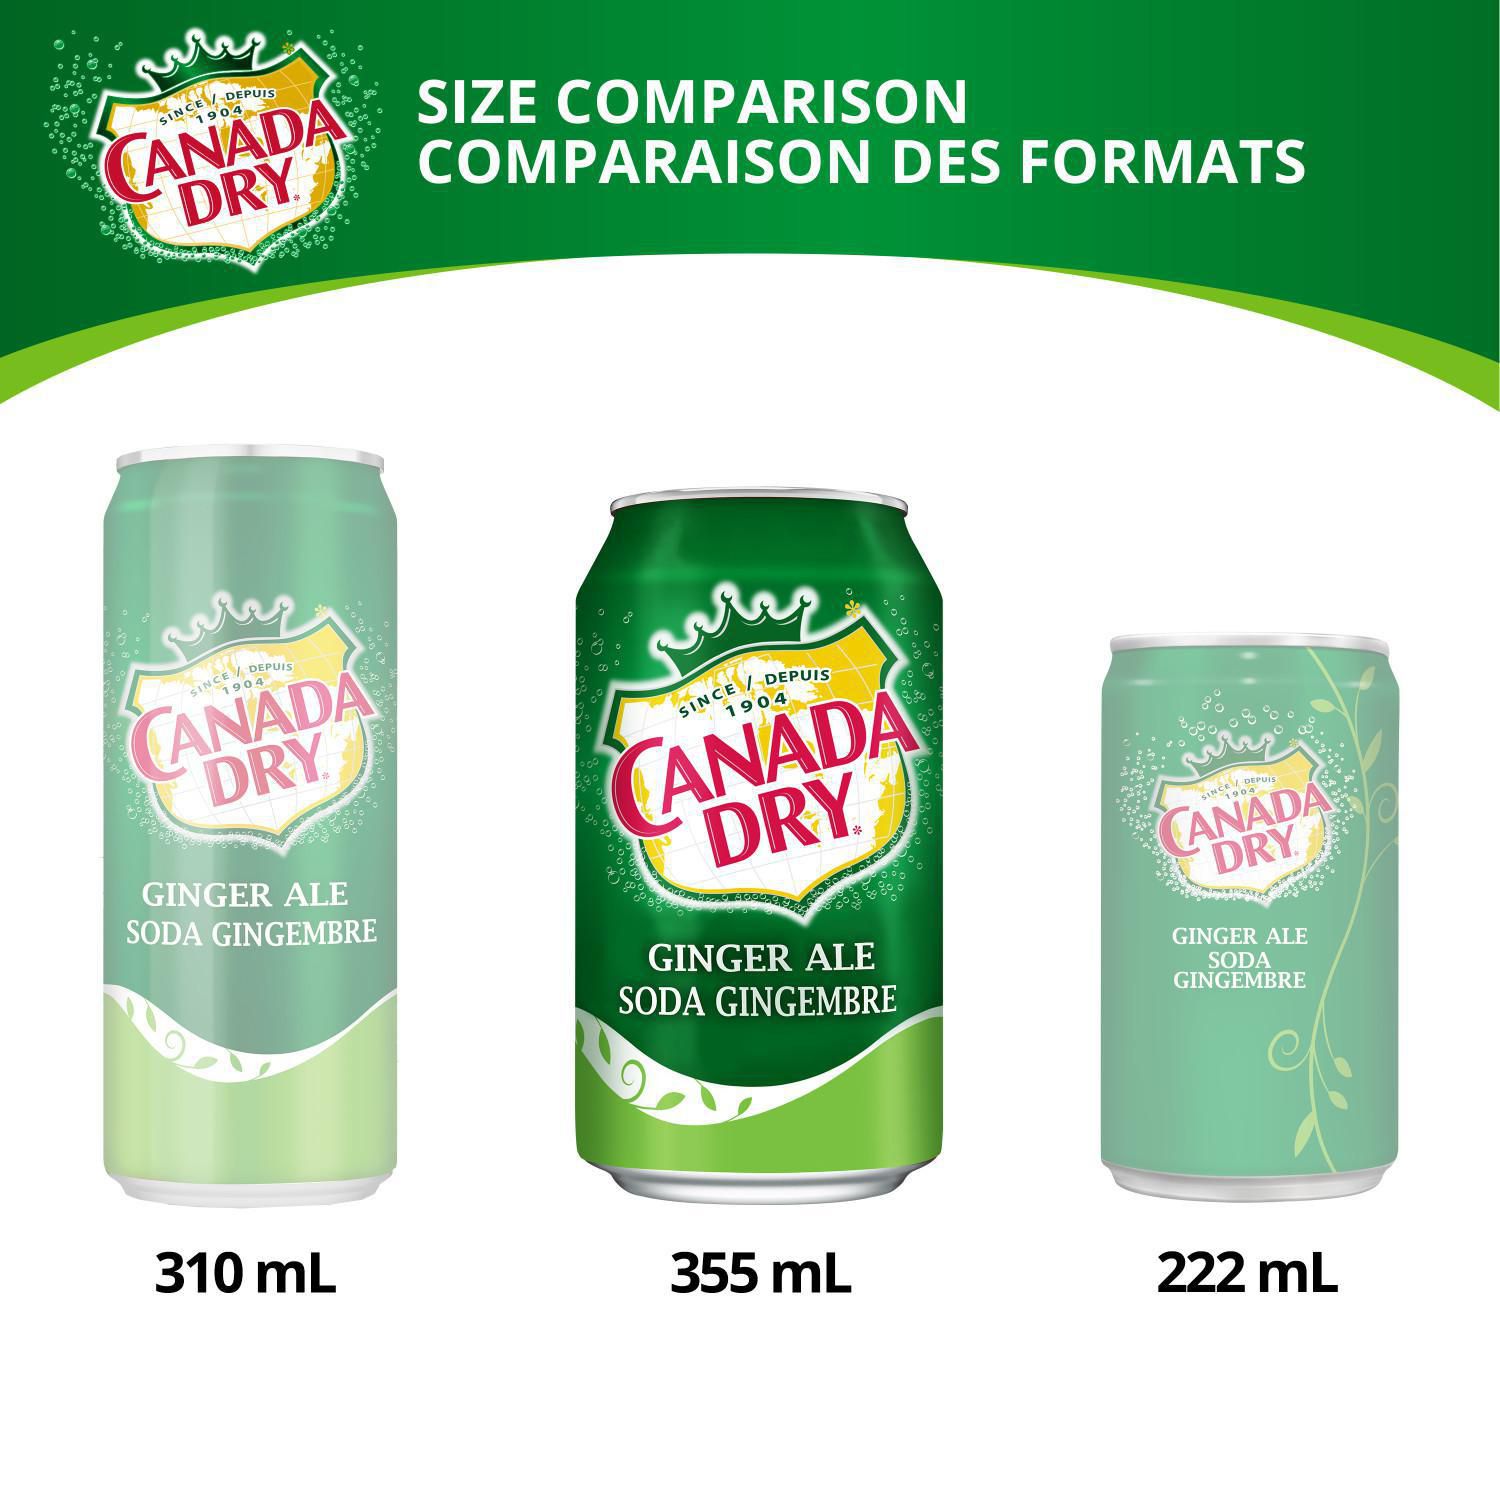 SINCE / DEPUIS
1904
CANADA
DRY
SIZE COMPARISON
COMPARAISON DES FORMATS
SINCE / DEPUIS
1904
CANADA
DRY
GINGER ALE
SODA GINGEMBRE
310 mL
SINCE / DEPUIS
1904
CANADA
DRY
GINGER ALE
SODA GINGEMBRE
355 mL
SINCE / DEPUIS
1904
CANADA
DRY
GINGER ALE
SODA
GINGEMBRE
222 mL